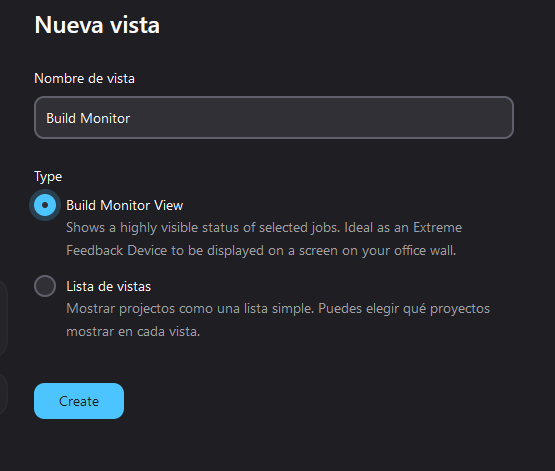 Nueva vista
Nombre de vista
Build Monitor
Type
Build Monitor View
Shows a highly visible status of selected jobs. Ideal as an Extreme
Feedback Device to be displayed on a screen on your office wall.
Lista de vistas
Mostrar projectos como una lista simple. Puedes elegir qué proyectos
mostrar en cada vista.
Create